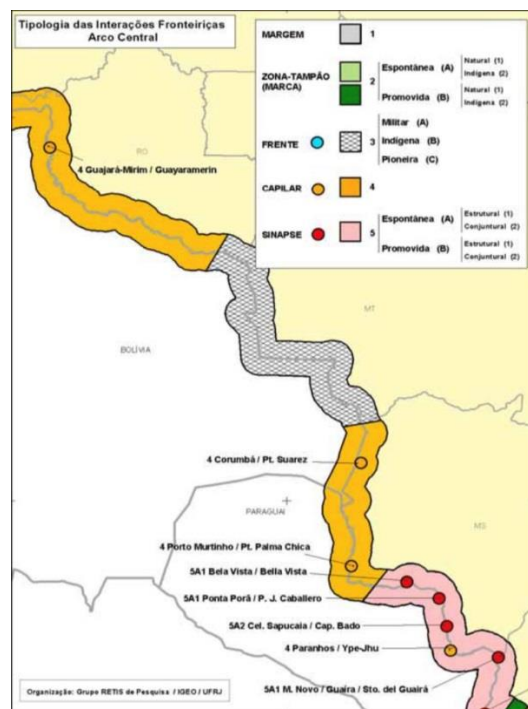 Tipologia das Interações Fronteiriças
Arco Central
MARGEM 1
ZONA-TAMPÃO
(MARCA)
2
Espontânea (A)
Natural (1)
Indígena (2)
Promovida (B)
Natural (1)
Indígena (2)
FRENTE 3
Militar (A)
Indígena (B)
Pioneira (C)
CAPILAR 4
SINAPSE 5
Espontânea (A)
Estrutural (1)
Conjuntural (2)
Promovida (B)
Estrutural (1)
Conjuntural (2)
RO
4 Guajará-Mirim / Guayaramerin
MT
BOLÍVIA
4 Corumbá / Pt. Suarez
PARAGUAI
MS
4 Porto Murtinho / Pt. Palma Chica
5A1 Bela Vista / Bella Vista
5A1 Ponta Porã / P. J. Caballero
5A2 Cel. Sapucaia / Cap. Bado
4 Paranhos / Ype-Jhu
5A1 M. Novo / Guaíra / Sto. del Guairá
Organização: Grupo RETIS de Pesquisa / IGEO / UFRJ